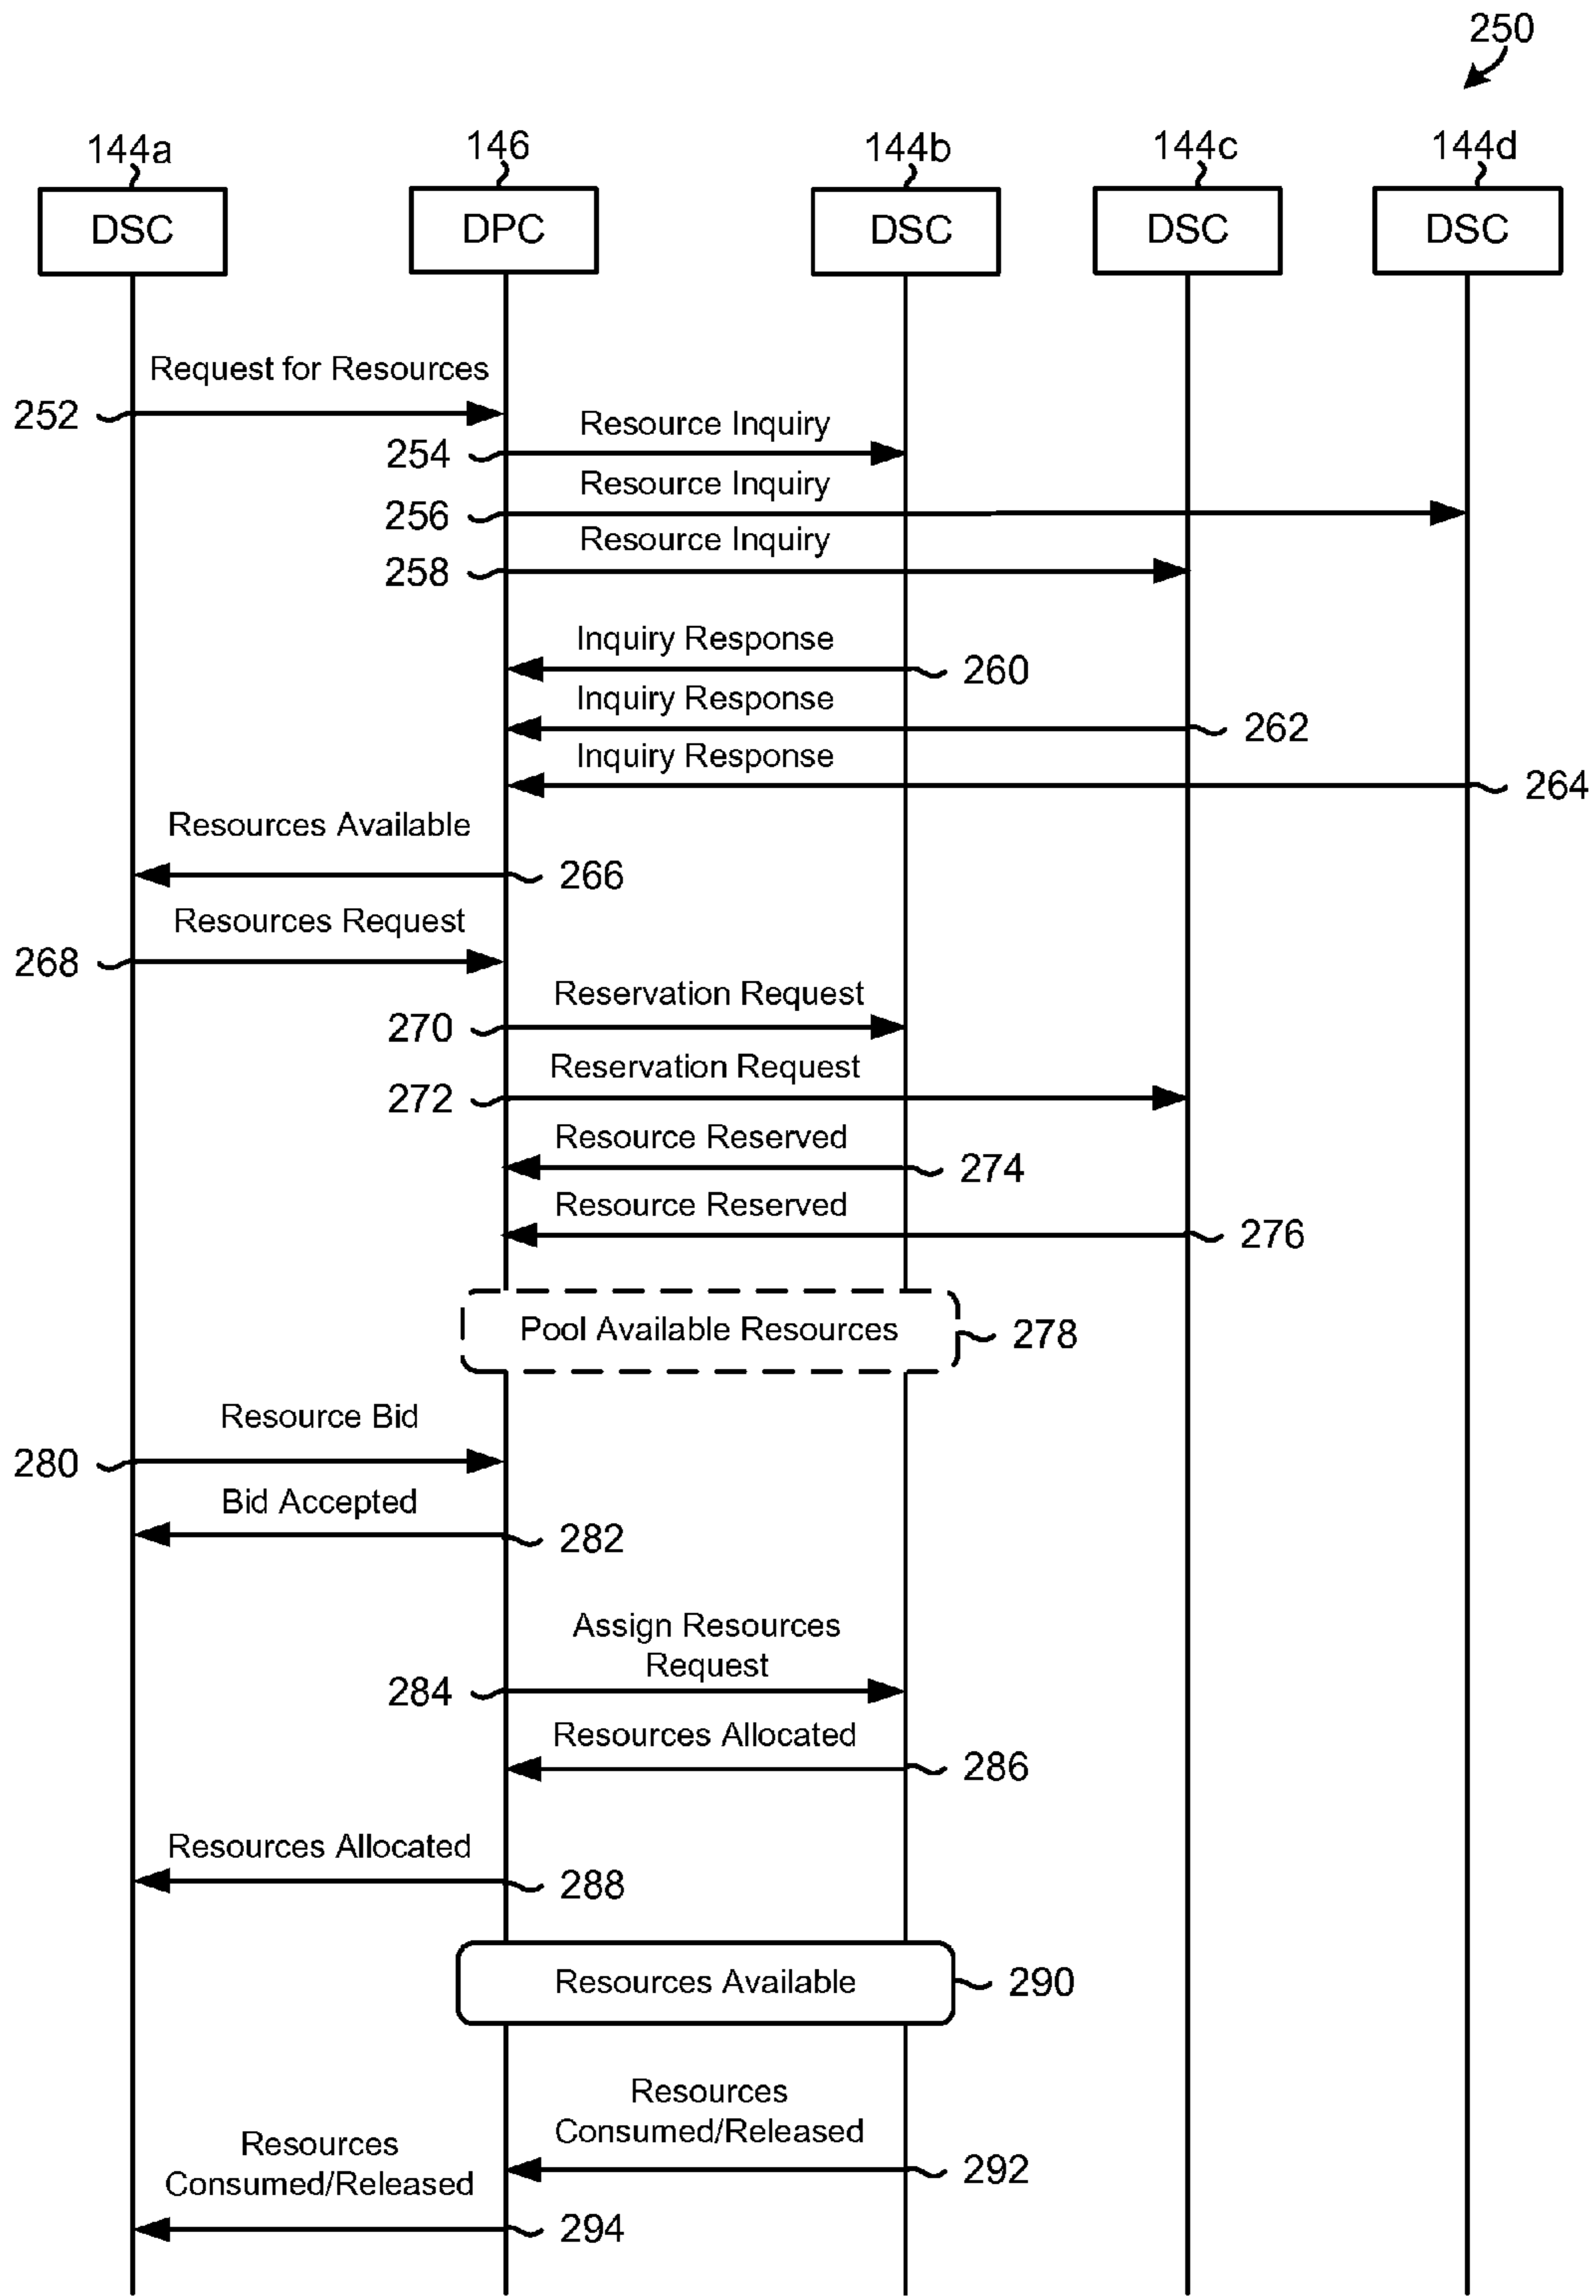 250
144a
146
144b
144c
144d
DSC
DPC
DSC
DSC
DSC
Request for Resources
252
Resource Inquiry
254
Resource Inquiry
256
Resource Inquiry
258
Inquiry Response
260
Inquiry Response
262
Inquiry Response
264
Resources Available
266
Resources Request
268
Reservation Request
270
Reservation Request
272
Resource Reserved
274
Resource Reserved
276
Pool Available Resources
278
Resource Bid
280
Bid Accepted
282
Assign Resources
Request
284
Resources Allocated
286
Resources Allocated
288
Resources Available
290
Resources
Consumed/Released
292
Resources
Consumed/Released
294